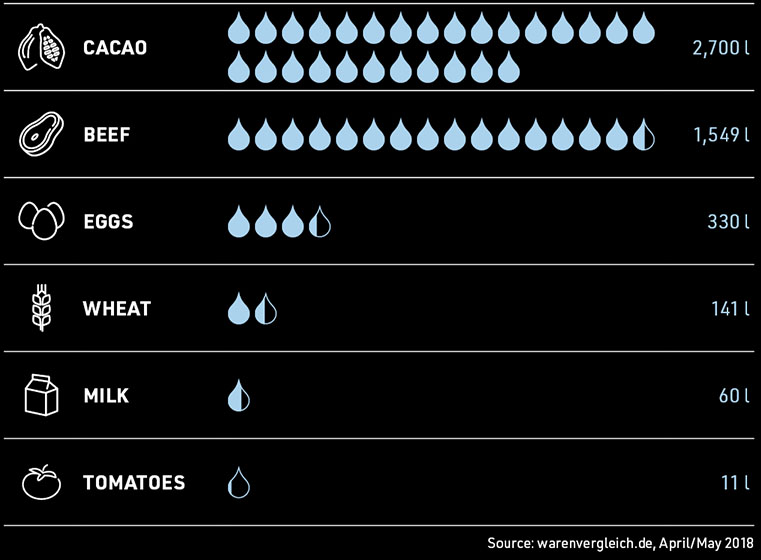 CACAO 2,700 l
BEEF 1,549 l
EGGS 330 l
WHEAT 141 l
MILK 60 l
TOMATOES 11 l
Source: warenvergleich.de, April/May 2018